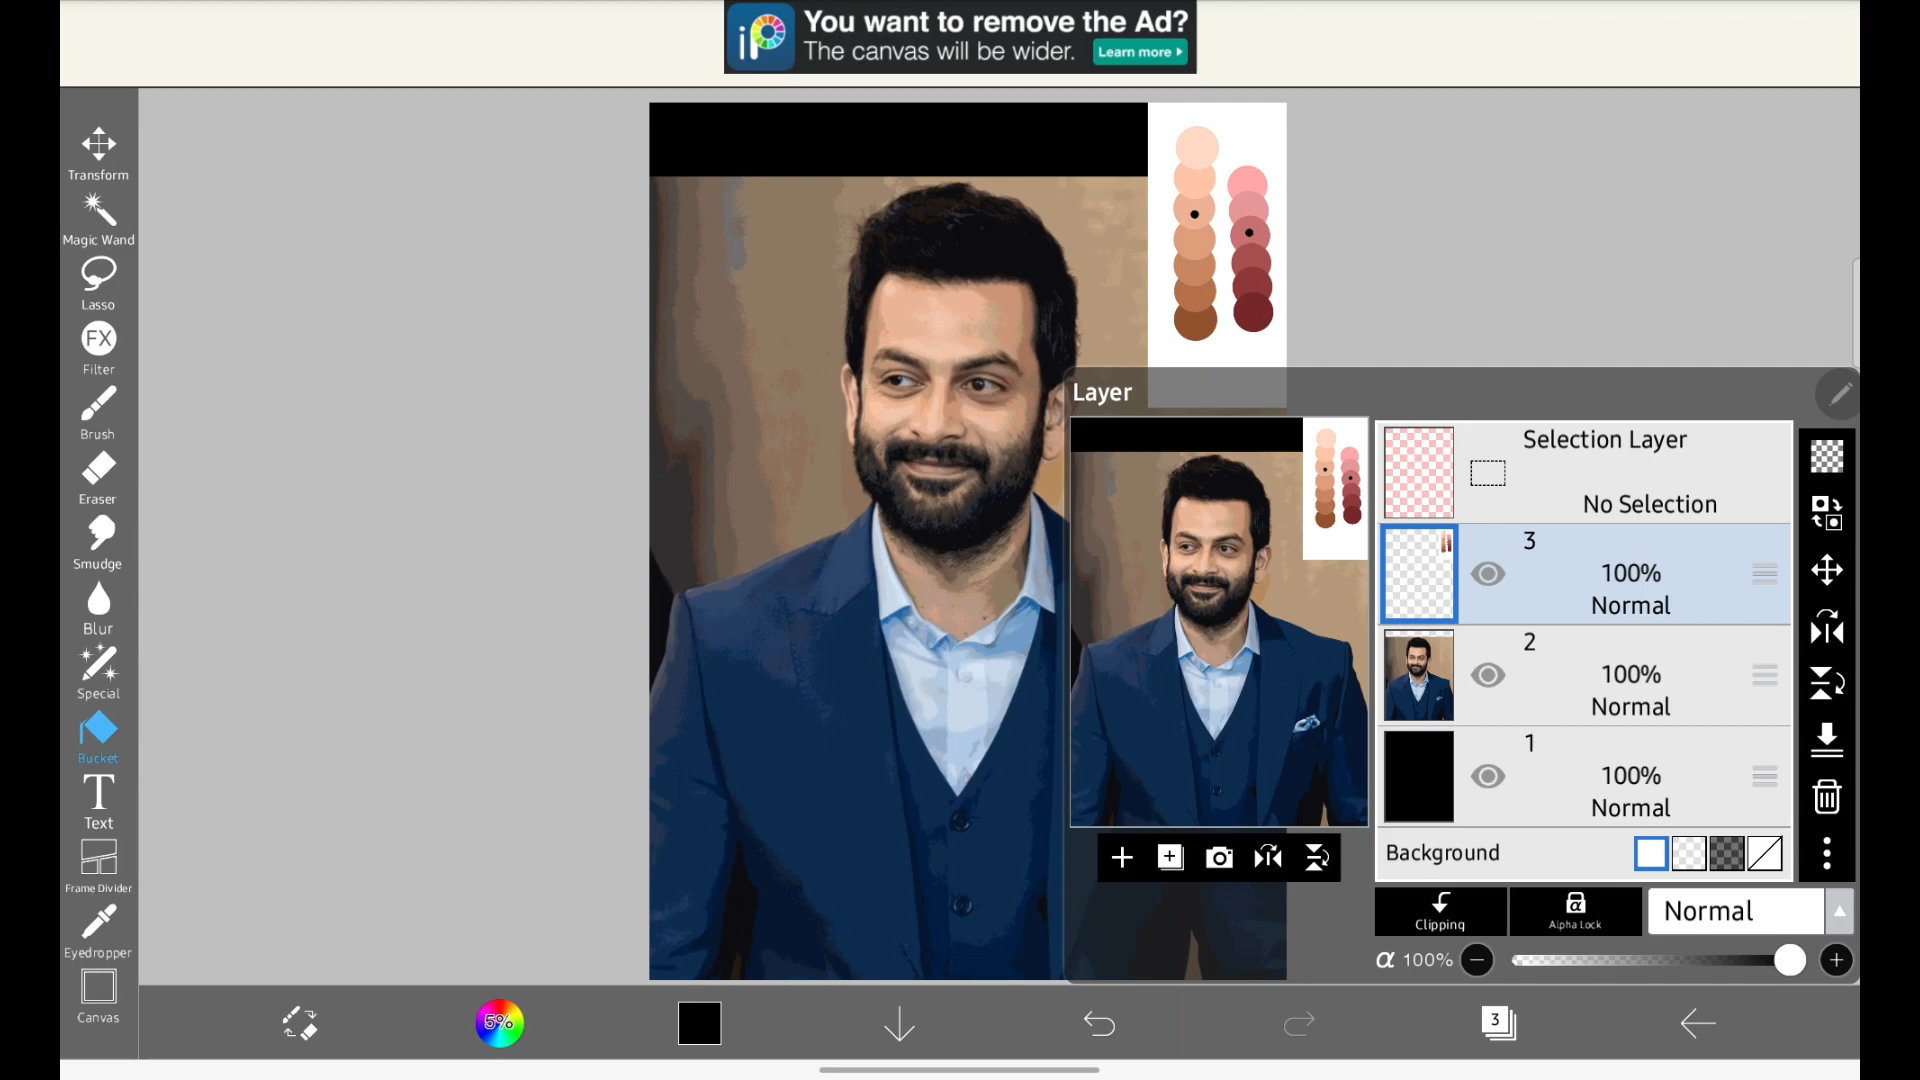 iP
You want to remove the Ad?
The canvas will be wider.
Learn more
Transform
Magic Wand
Lasso
FX
Filter
Brush
Eraser
Smudge
Blur
Special
Bucket
T
Text
Frame Divider
Eyedropper
Canvas
Layer
Selection Layer
No Selection
3
100%
Normal
2
100%
Normal
1
100%
Normal
Background
Clipping
α
Alpha Lock
Normal
α 100%
5%
3